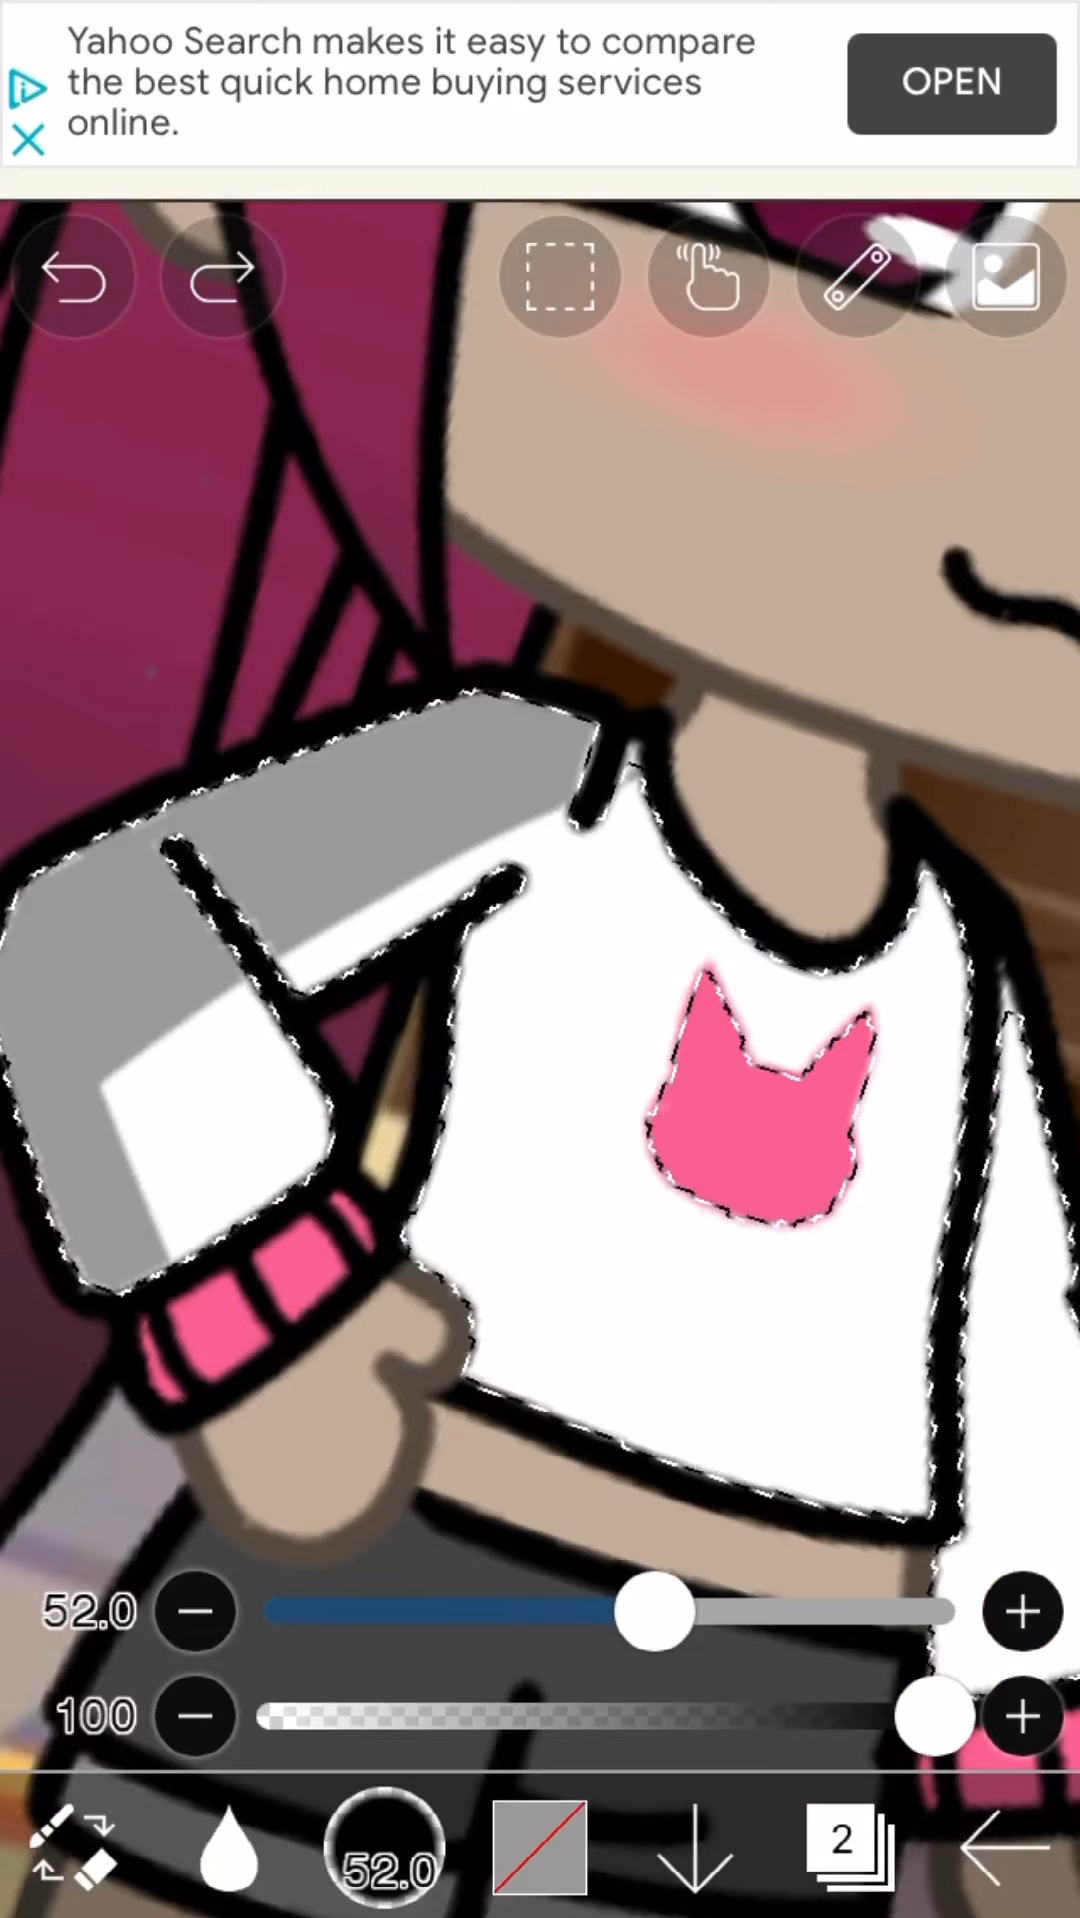 Yahoo Search makes it easy to compare
the best quick home buying services
online.
OPEN
52.0
100
52.0
2